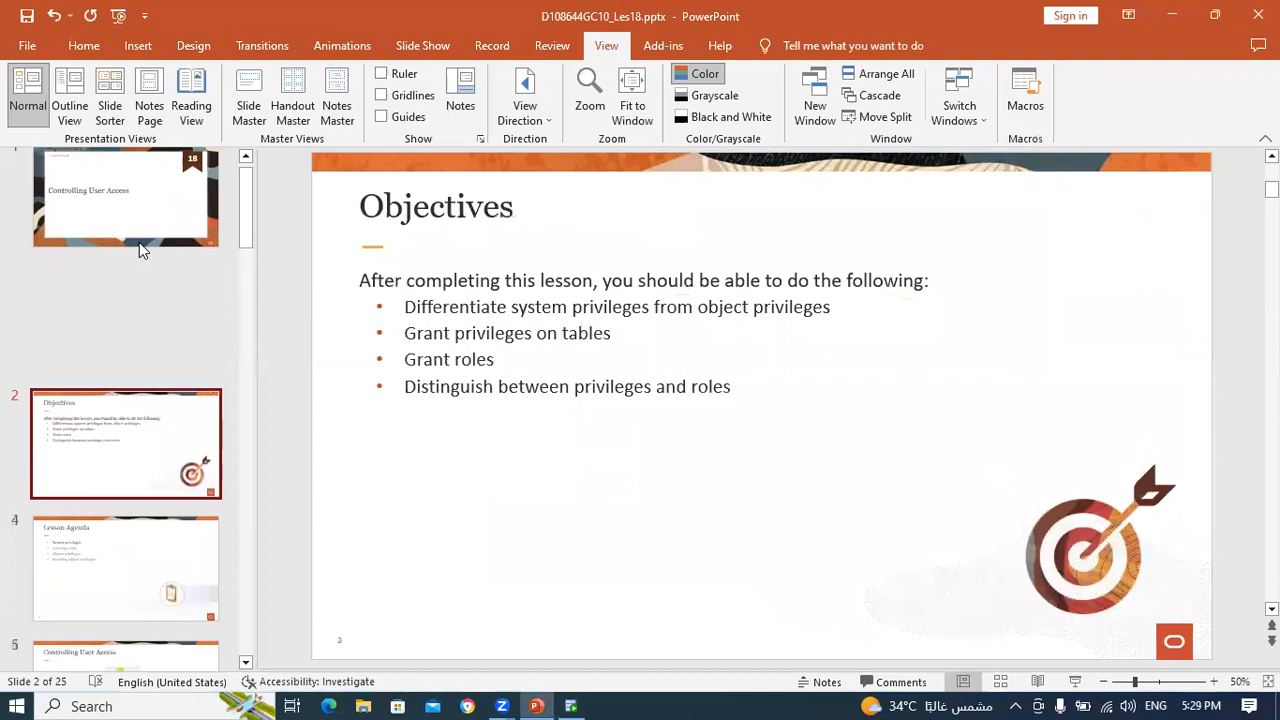 D108644GC10_Les18.pptx - PowerPoint
Sign in
File Home Insert Design Transitions Animations Slide Show Record Review View Add-ins Help Tell me what you want to do
Normal
Outline View
Slide Sorter
Notes Page
Reading View
Presentation Views
Slide Master
Handout Master
Notes Master
Master Views
Ruler
Gridlines
Guides
Notes
Show
View Direction
Direction
Zoom
Fit to Window
Zoom
Color
Grayscale
Black and White
Color/Grayscale
New Window
Arrange All
Cascade
Move Split
Window
Switch Windows
Macros
Macros
18
Controlling User Access
2
Objectives
4
Lesson Agenda
5
Controlling User Access
Objectives
After completing this lesson, you should be able to do the following:
• Differentiate system privileges from object privileges
• Grant privileges on tables
• Grant roles
• Distinguish between privileges and roles
Slide 2 of 25
English (United States)
Accessibility: Investigate
Notes
Comments
50%
Search
34°C مشمس غالبا
5:29 PM